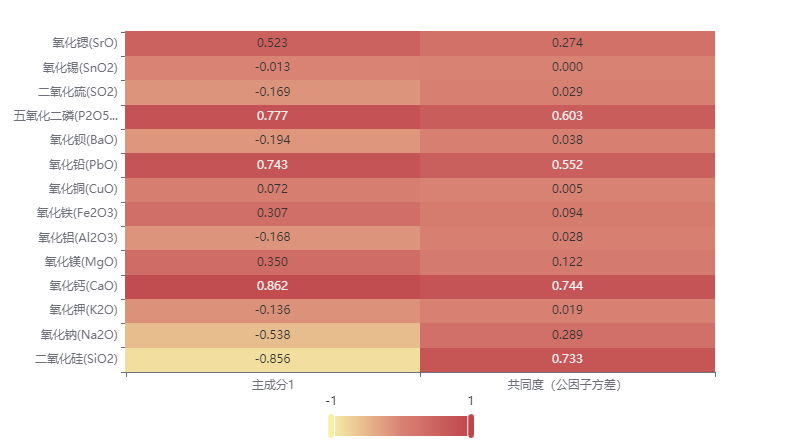 氧化锶(SrO) 0.523 0.274
氧化锡(SnO2) -0.013 0.000
二氧化硫(SO2) -0.169 0.029
五氧化二磷(P2O5... 0.777 0.603
氧化钡(BaO) -0.194 0.038
氧化铅(PbO) 0.743 0.552
氧化铜(CuO) 0.072 0.005
氧化铁(Fe2O3) 0.307 0.094
氧化铝(Al2O3) -0.168 0.028
氧化镁(MgO) 0.350 0.122
氧化钙(CaO) 0.862 0.744
氧化钾(K2O) -0.136 0.019
氧化钠(Na2O) -0.538 0.289
二氧化硅(SiO2) -0.856 0.733
主成分1 共同度（公因子方差）
-1 1